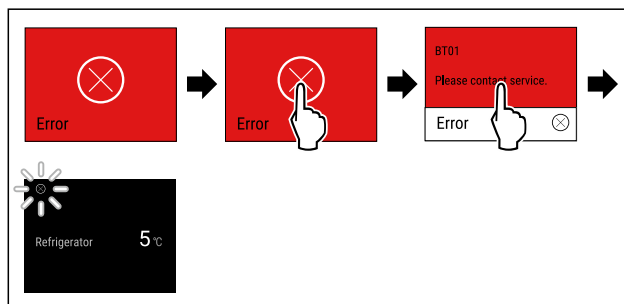 Error
Error
BT01
Please contact service.
Error
Refrigerator 5 °C